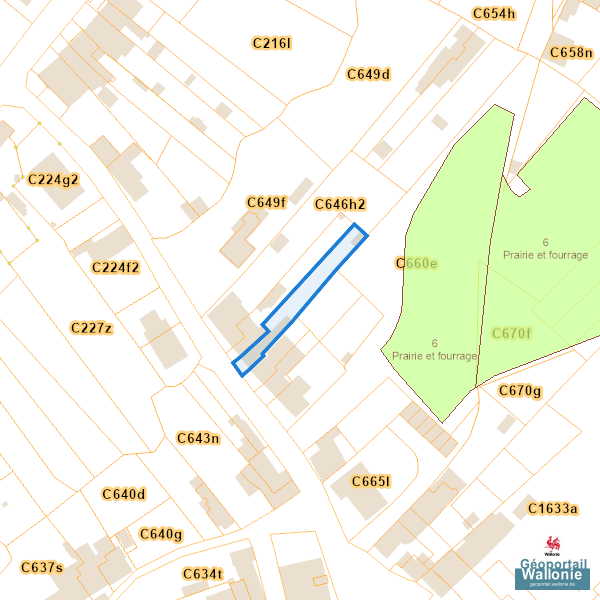 C654h
C216l
C658n
C649d
C224g2
C649f
C646h2
6
Prairie et fourrage
C224f2
C660e
C227z
C670f
6
Prairie et fourrage
C670g
C643n
C665l
C640d
C1633a
C640g
C637s
C634t
Wallonie
Géoportail
Wallonie
geoportail.wallonie.be